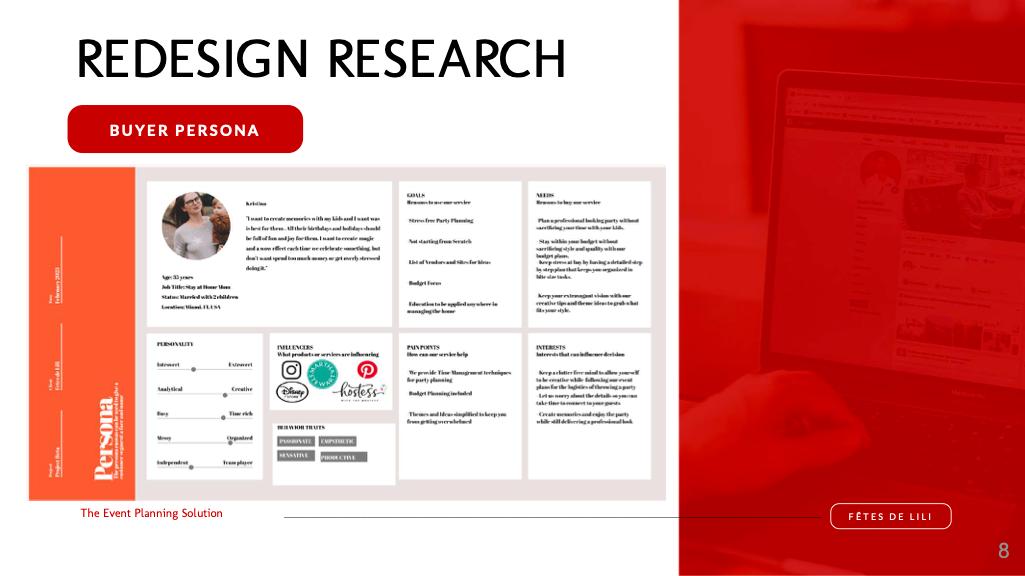 REDESIGN RESEARCH
BUYER PERSONA
Project
Project Data
Client
Fetes de Lili
Date
February 2023
Persona
Kristina
"I want to create memories with my kids and I want was
is best for them. All their birthdays and holidays should
be full of fun and joy for them. I want to create magic
and a wow effect each time we celebrate something, but
don't want spend too much money or get overly stressed
doing it."
Age: 35 years
Job Title: Stay at Home Mom
Status: Married with 2 children
Location: Miami, FL USA
GOALS
Reasons to use our service
Stress free Party Planning
Not starting from Scratch
List of Vendors and Sites for Ideas
Budget Focus
Education to be applied anywhere in
managing the home
NEEDS
Reasons to buy our service
Plan a professional looking party without
sacrificing your time with your kids.
Stay within your budget without
sacrificing style and quality with our
budget plans.
Keep stress at bay by having a detailed step
by step plan that keeps you organized in
bite size tasks.
Keep your extravagant vision with our
creative tips and theme ideas to grab what
fits your style.
PERSONALITY
Introvert Extrovert
Analytical Creative
Busy Time rich
Messy Organized
Independent Team player
INFLUENCERS
What products or services are influencing
MARTHA
STEWART
Disney
STORE
hostess
WITH THE MOSTESS
BEHAVIOR TRAITS
PASSIONATE EMPATHETIC
SENSATIVE PRODUCTIVE
PAIN POINTS
How can our service help
We provide Time Management techniques
for party planning
Budget Planning included
Themes and Ideas simplified to keep you
from getting overwhelmed
INTERESTS
Interests that can influence decision
Keep a clutter free mind to allow yourself
to be creative while following our event
plans for the logistics of throwing a party
Let us worry about the details so you can
take time to connect to your guests
Create memories and enjoy the party
while still delivering a professional look
The Event Planning Solution
FÊTES DE LILI
8